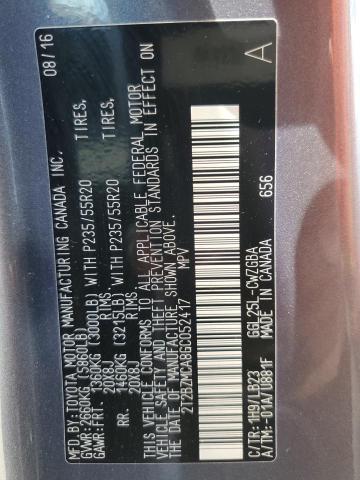 MFD.BY:TOYOTA MOTOR MANUFACTURING CANADA INC. 08/16
GVWR:2660KG (5860LB)
GAWR:FRT. 1360KG (3000LB) WITH P235/55R20 TIRES,
20X8J RIMS
RR. 1460KG (3215LB) WITH P235/55R20 TIRES,
20X8J RIMS
THIS VEHICLE CONFORMS TO ALL APPLICABLE FEDERAL MOTOR
VEHICLE SAFETY, THEFT PREVENTION STANDARDS IN EFFECT ON
THE DATE OF MANUFACTURE SHOWN ABOVE.
2T2BZMCA8GC052417 MPV
A
656
C/TR:1H9/LB23 GGL25L-CWZGBA
A/TM:-01A/U881F MADE IN CANADA